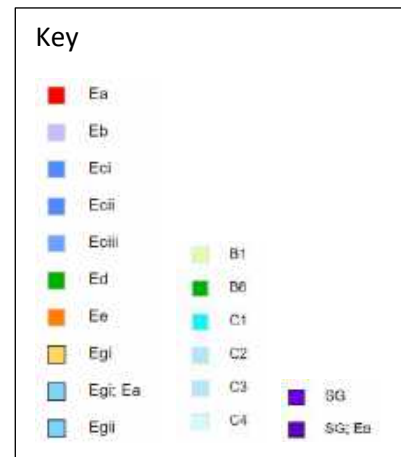 Key
Ea
Eb
Eci
Ecii
Eciii
Ed
Ee
Egi
Egi; Ea
Egii
B1
B6
C1
C2
C3
C4
SG
SG; Ea